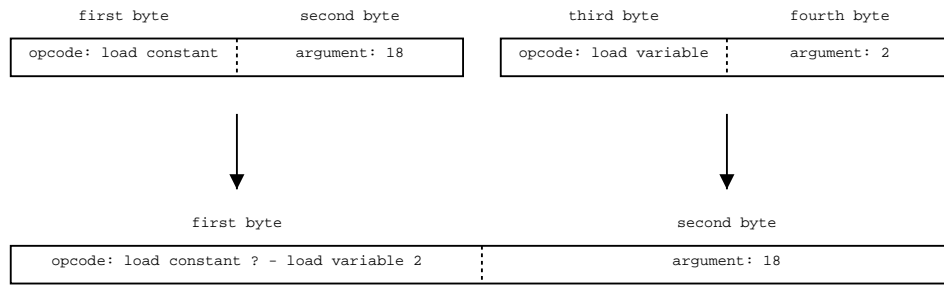 first byte second byte third byte fourth byte
opcode: load constant argument: 18 opcode: load variable argument: 2
first byte second byte
opcode: load constant ? - load variable 2 argument: 18